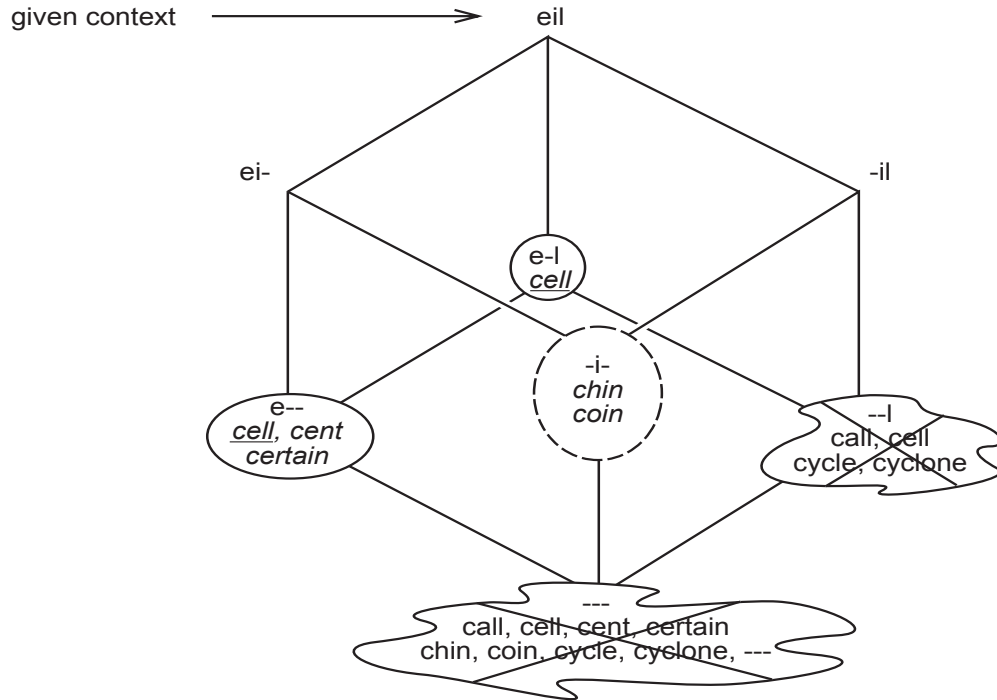 given context
eil
ei-
-il
e-l
cell
-i-
chin
coin
e--
cell, cent
certain
--l
call, cell
cycle, cyclone
---
call, cell, cent, certain
chin, coin, cycle, cyclone, ---